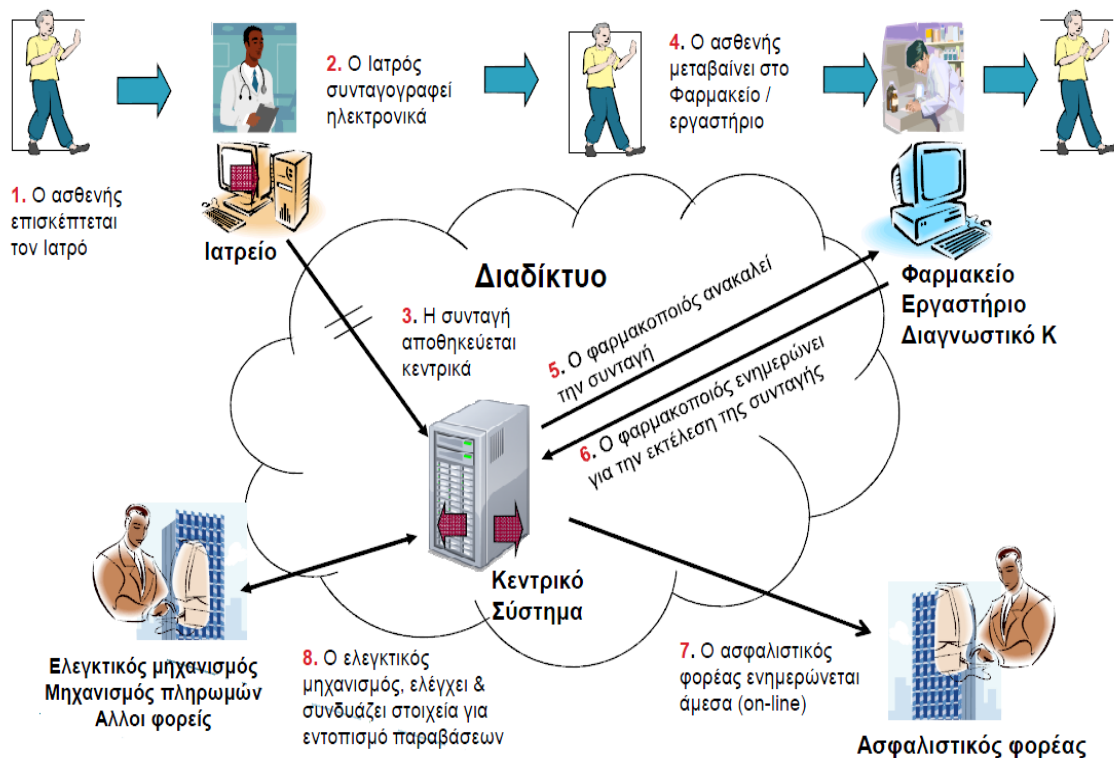 1. Ο ασθενής
επισκέπτεται
τον Ιατρό
2. Ο Ιατρός
συνταγογραφεί
ηλεκτρονικά
4. Ο ασθενής
μεταβαίνει στο
Φαρμακείο /
εργαστήριο
Ιατρείο
Διαδίκτυο
Φαρμακείο
Εργαστήριο
Διαγνωστικό Κ
3. Η συνταγή
αποθηκεύεται
κεντρικά
5. Ο φαρμακοποιός ανακαλεί
την συνταγή
6. Ο φαρμακοποιός ενημερώνει
για την εκτέλεση της συνταγής
Κεντρικό
Σύστημα
Ελεγκτικός μηχανισμός
Μηχανισμός πληρωμών
Αλλοι φορείς
8. Ο ελεγκτικός
μηχανισμός, ελέγχει &
συνδυάζει στοιχεία για
εντοπισμό παραβάσεων
7. Ο ασφαλιστικός
φορέας ενημερώνεται
άμεσα (on-line)
Ασφαλιστικός φορέας